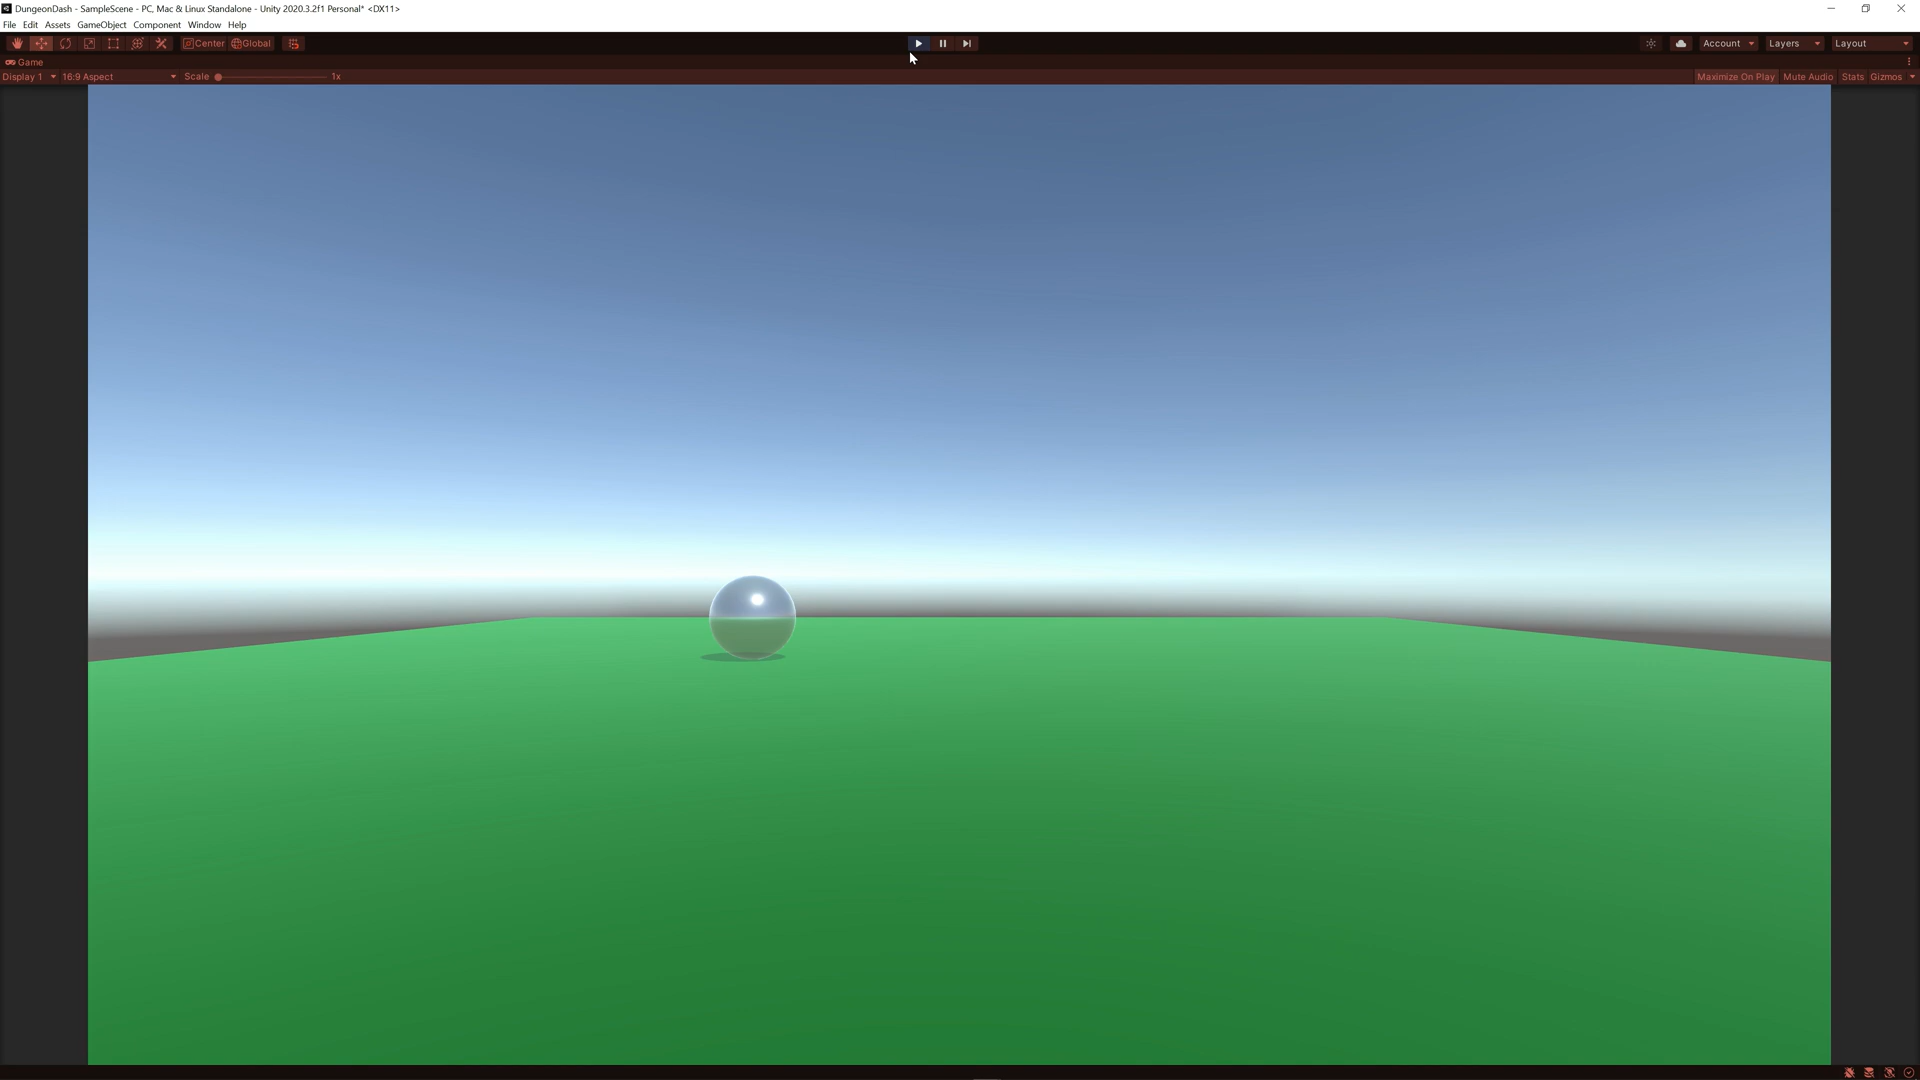 DungeonDash - SampleScene - PC, Mac & Linux Standalone - Unity 2020.3.2f1 Personal* <DX11>
File Edit Assets GameObject Component Window Help
Center Global Account Layers Layout
Game
Display 1 16:9 Aspect Scale 1x Maximize On Play Mute Audio Stats Gizmos